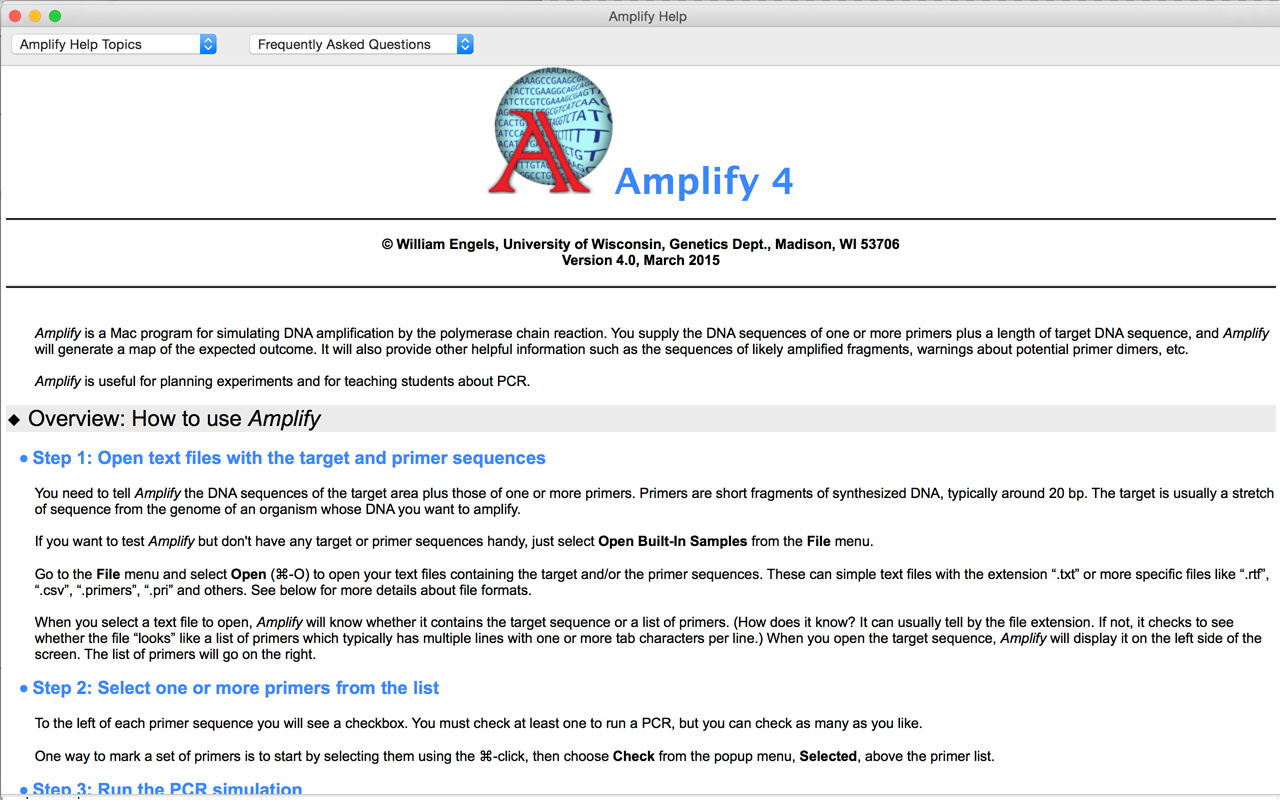 Amplify Help
Amplify Help Topics
Frequently Asked Questions
Amplify 4
© William Engels, University of Wisconsin, Genetics Dept., Madison, WI 53706
Version 4.0, March 2015
Amplify is a Mac program for simulating DNA amplification by the polymerase chain reaction. You supply the DNA sequences of one or more primers plus a length of target DNA sequence, and Amplify
will generate a map of the expected outcome. It will also provide other helpful information such as the sequences of likely amplified fragments, warnings about potential primer dimers, etc.
Amplify is useful for planning experiments and for teaching students about PCR.
◆ Overview: How to use Amplify
● Step 1: Open text files with the target and primer sequences
You need to tell Amplify the DNA sequences of the target area plus those of one or more primers. Primers are short fragments of synthesized DNA, typically around 20 bp. The target is usually a stretch
of sequence from the genome of an organism whose DNA you want to amplify.
If you want to test Amplify but don't have any target or primer sequences handy, just select Open Built-In Samples from the File menu.
Go to the File menu and select Open (⌘-O) to open your text files containing the target and/or the primer sequences. These can simple text files with the extension “.txt” or more specific files like “.rtf”,
“.csv”, “.primers”, “.pri” and others. See below for more details about file formats.
When you select a text file to open, Amplify will know whether it contains the target sequence or a list of primers. (How does it know? It can usually tell by the file extension. If not, it checks to see
whether the file “looks” like a list of primers which typically has multiple lines with one or more tab characters per line.) When you open the target sequence, Amplify will display it on the left side of the
screen. The list of primers will go on the right.
● Step 2: Select one or more primers from the list
To the left of each primer sequence you will see a checkbox. You must check at least one to run a PCR, but you can check as many as you like.
One way to mark a set of primers is to start by selecting them using the ⌘-click, then choose Check from the popup menu, Selected, above the primer list.
● Step 3: Run the PCR simulation